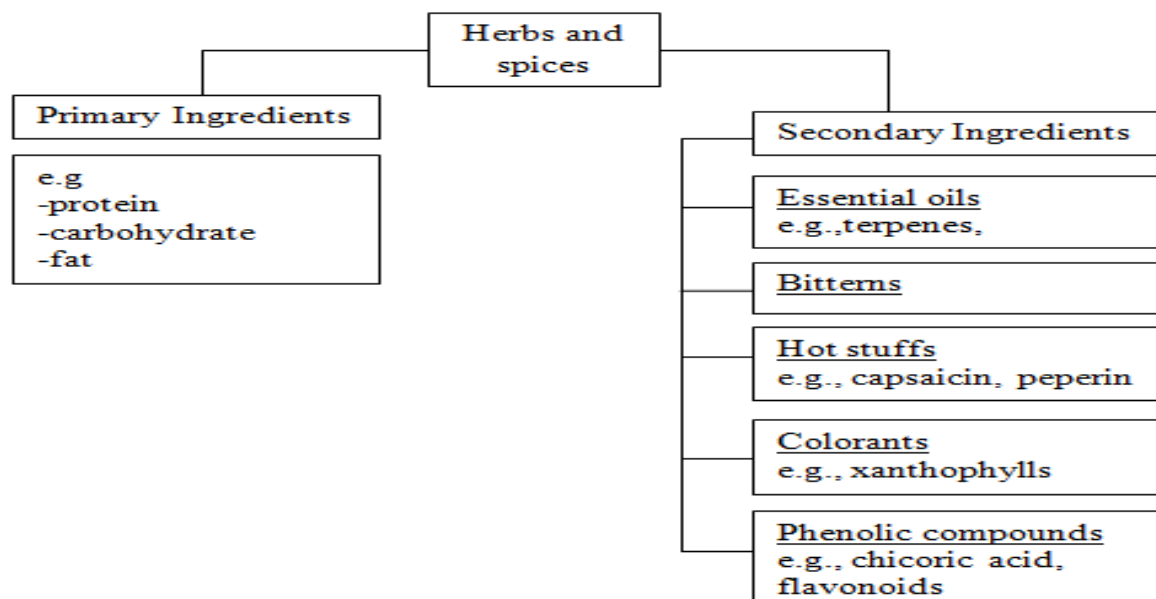 Herbs and
spices
Primary Ingredients
e.g
-protein
-carbohydrate
-fat
Secondary Ingredients
Essential oils
e.g.,terpenes,
Bitterns
Hot stuffs
e.g., capsaicin, peperin
Colorants
e.g., xanthophylls
Phenolic compounds
e.g., chicoric acid,
flavonoids